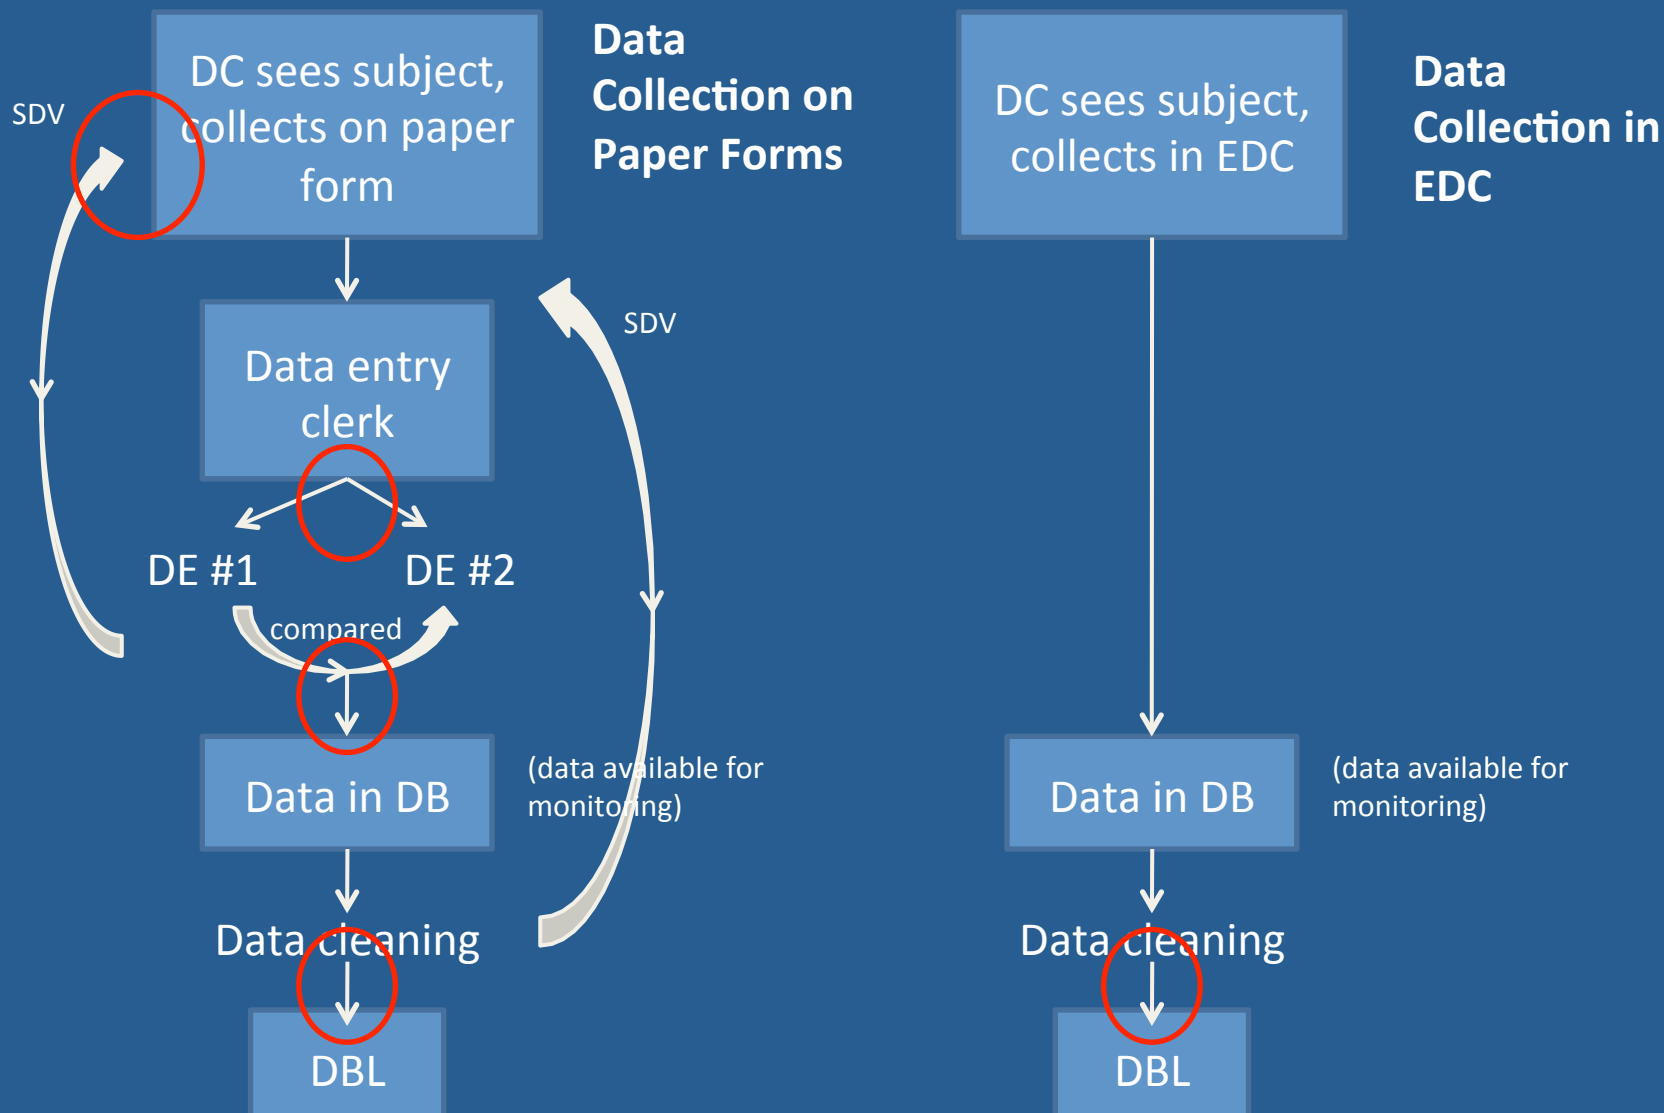 Data
Collection on
Paper Forms
SDV
DC sees subject,
collects on paper
form
SDV
Data entry
clerk
DE #1
DE #2
compared
Data in DB
(data available for
monitoring)
Data cleaning
DBL
Data
Collection in
EDC
DC sees subject,
collects in EDC
Data in DB
(data available for
monitoring)
Data cleaning
DBL